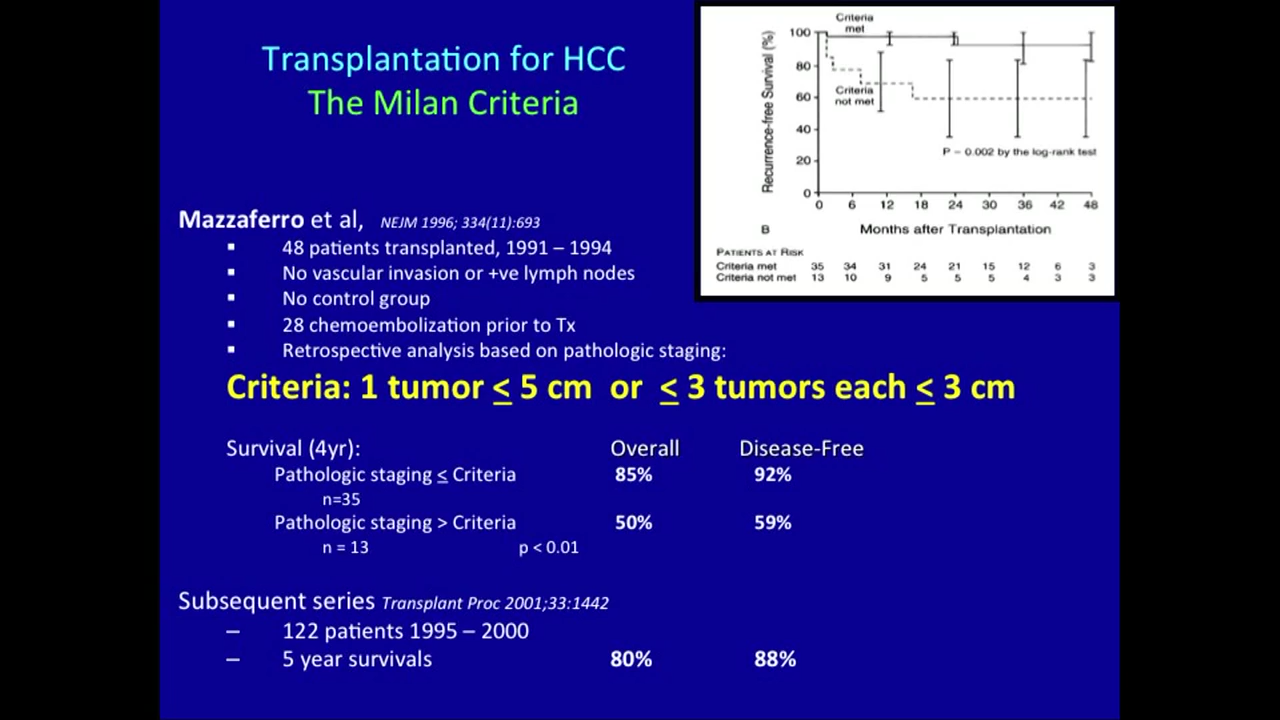 Transplantation for HCC
The Milan Criteria
Mazzaferro et al, NEJM 1996; 334(11):693
▪ 48 patients transplanted, 1991 – 1994
▪ No vascular invasion or +ve lymph nodes
▪ No control group
▪ 28 chemoembolization prior to Tx
▪ Retrospective analysis based on pathologic staging:
Criteria: 1 tumor ≤ 5 cm or ≤ 3 tumors each ≤ 3 cm
Survival (4yr): Overall Disease-Free
Pathologic staging ≤ Criteria 85% 92%
n=35
Pathologic staging > Criteria 50% 59%
n = 13 p < 0.01
Subsequent series Transplant Proc 2001;33:1442
– 122 patients 1995 – 2000
– 5 year survivals 80% 88%
Recurrence-free Survival (%)
100
80
60
40
20
0
Criteria
met
Criteria
not met
P = 0.002 by the log-rank test
0 6 12 18 24 30 36 42 48
B Months after Transplantation
PATIENTS AT RISK
Criteria met 35 34 31 24 21 15 12 6 3
Criteria not met 13 10 9 5 5 5 4 3 3